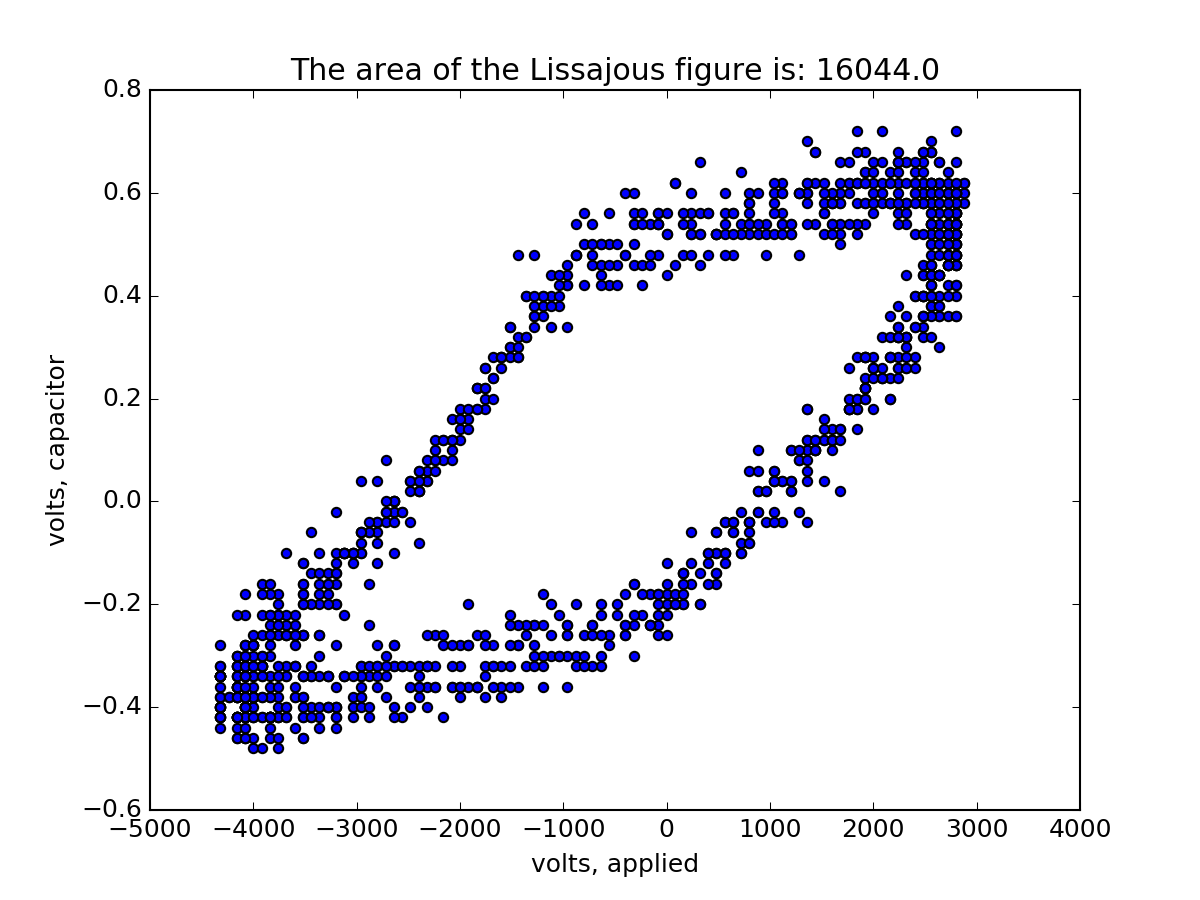 The area of the Lissajous figure is: 16044.0
0.8
0.6
0.4
0.2
0.0
−0.2
−0.4
−0.6
volts, capacitor
−5000 −4000 −3000 −2000 −1000 0 1000 2000 3000 4000
volts, applied